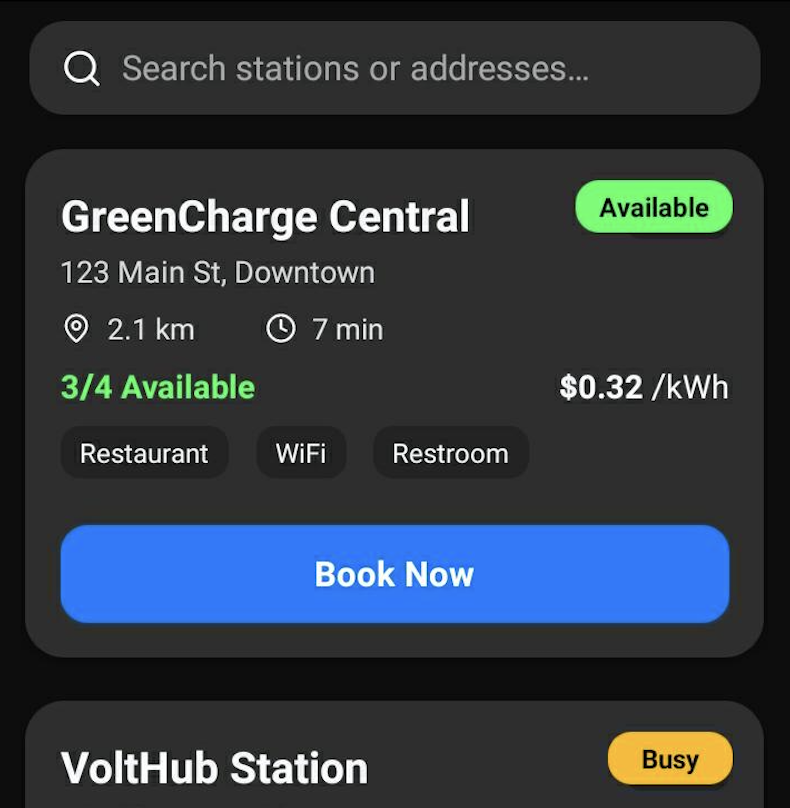 Search stations or addresses...
GreenCharge Central
Available
123 Main St, Downtown
2.1 km 7 min
3/4 Available
$0.32 /kWh
Restaurant WiFi Restroom
Book Now
VoltHub Station
Busy